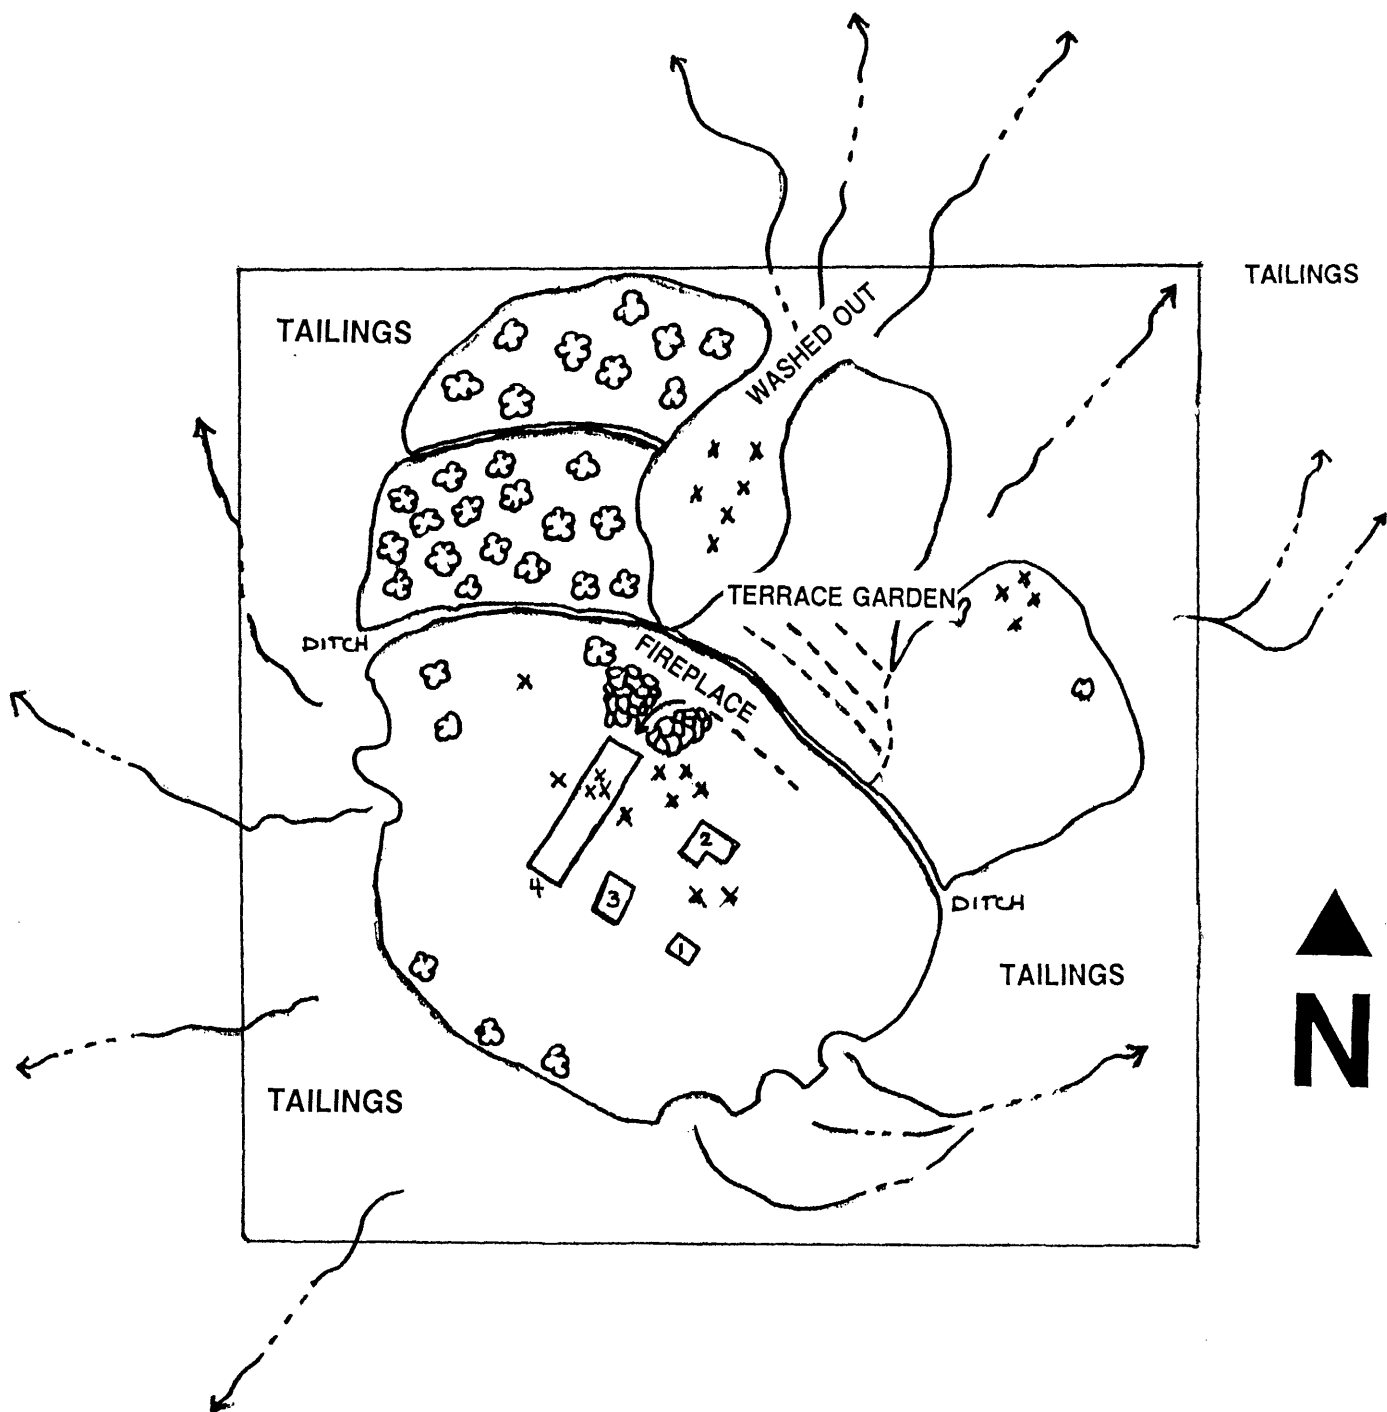 TAILINGS
TAILINGS
WASHED OUT
TERRACE GARDEN
DITCH
FIREPLACE
2
4
3
DITCH
1
TAILINGS
N
TAILINGS